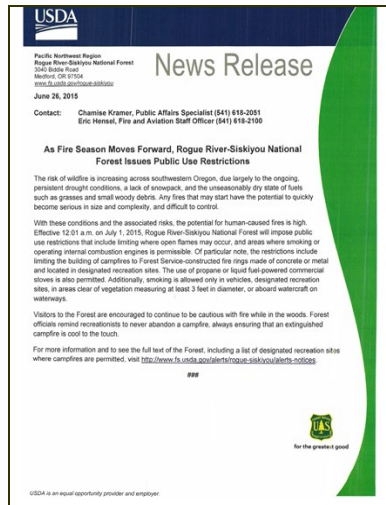 USDA
Pacific Northwest Region
Rogue River-Siskiyou National Forest
3040 Biddle Road
Medford, OR 97504
www.fs.usda.gov/rogue-siskiyou
News Release
June 26, 2015
Contact: Chamise Kramer, Public Affairs Specialist (541) 618-2051
Eric Hensel, Fire and Aviation Staff Officer (541) 618-2100
As Fire Season Moves Forward, Rogue River-Siskiyou National
Forest Issues Public Use Restrictions
The risk of wildfire is increasing across southwestern Oregon, due largely to the ongoing,
persistent drought conditions, a lack of snowpack, and the unseasonably dry state of fuels
such as grasses and small woody debris. Any fires that may start have the potential to quickly
become serious in size and complexity, and difficult to control.
With these conditions and the associated risks, the potential for human-caused fires is high.
Effective 12:01 a.m. on July 1, 2015, Rogue River-Siskiyou National Forest will impose public
use restrictions that include limiting where open flames may occur, and areas where smoking or
operating internal combustion engines is permissible. Of particular note, the restrictions include
limiting the building of campfires to Forest Service-constructed fire rings made of concrete or metal
and located in designated recreation sites. The use of propane or liquid fuel-powered commercial
stoves is also permitted. Additionally, smoking is allowed only in vehicles, designated recreation
sites, in areas clear of vegetation measuring at least 3 feet in diameter, or aboard watercraft on
waterways.
Visitors to the Forest are encouraged to continue to be cautious with fire while in the woods. Forest
officials remind recreationists to never abandon a campfire, always ensuring that an extinguished
campfire is cool to the touch.
For more information and to see the full text of the Forest, including a list of designated recreation sites
where campfires are permitted, visit http://www.fs.usda.gov/alerts/rogue-siskiyou/alerts-notices.
###
UAS
for the greatest good
USDA is an equal opportunity provider and employer.